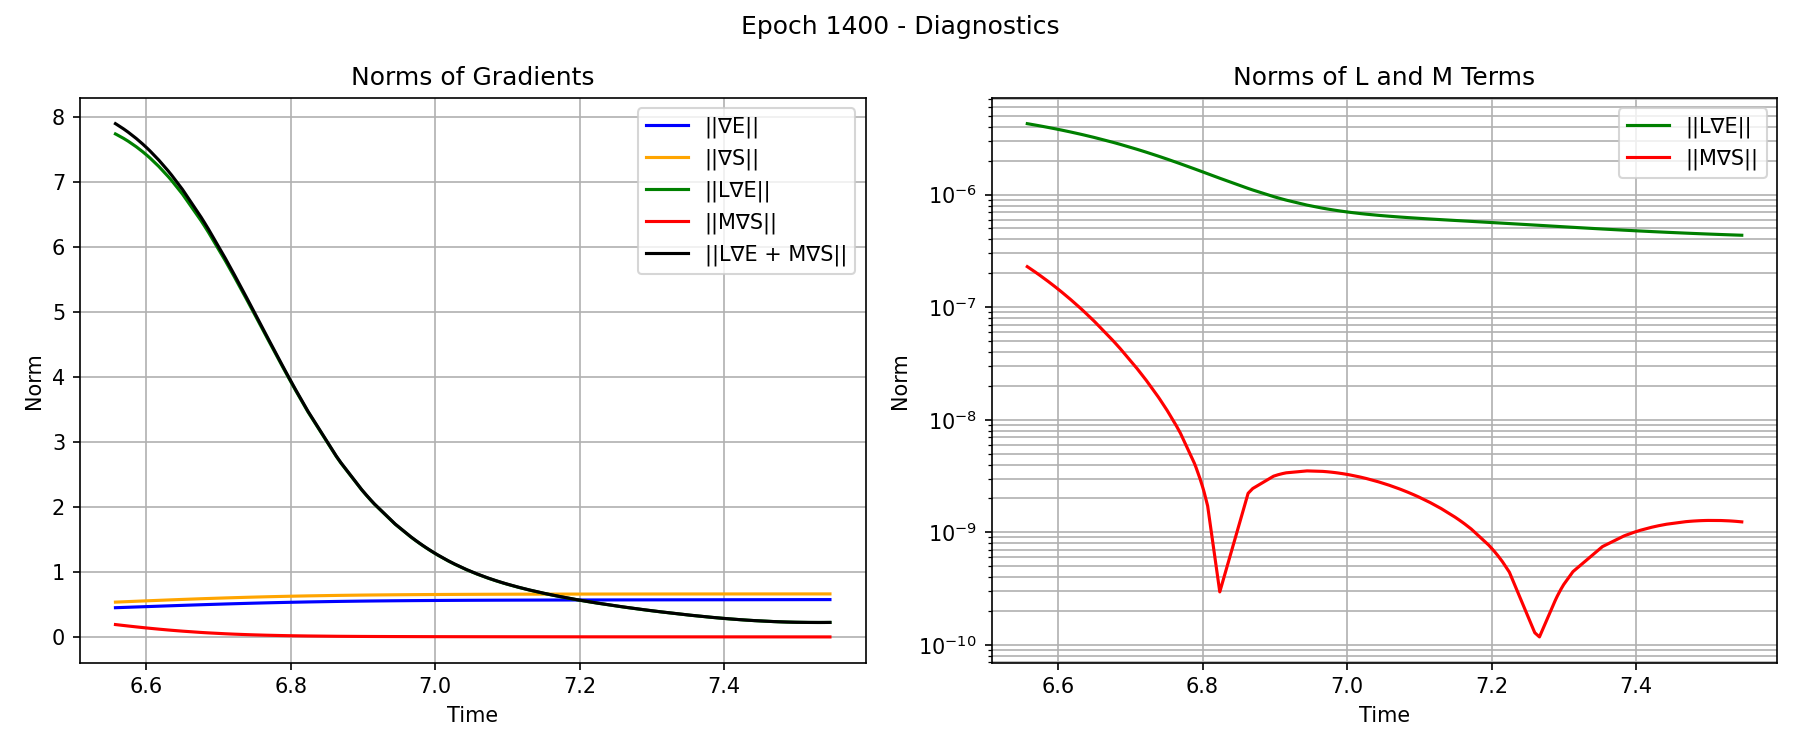 Epoch 1400 - Diagnostics
Norms of Gradients
Norm
8
7
6
5
4
3
2
1
0
6.6 6.8 7.0 7.2 7.4
Time
||∇E||
||∇S||
||L∇E||
||M∇S||
||L∇E + M∇S||
Norms of L and M Terms
Norm
10⁻⁶
10⁻⁷
10⁻⁸
10⁻⁹
10⁻¹⁰
6.6 6.8 7.0 7.2 7.4
Time
||L∇E||
||M∇S||